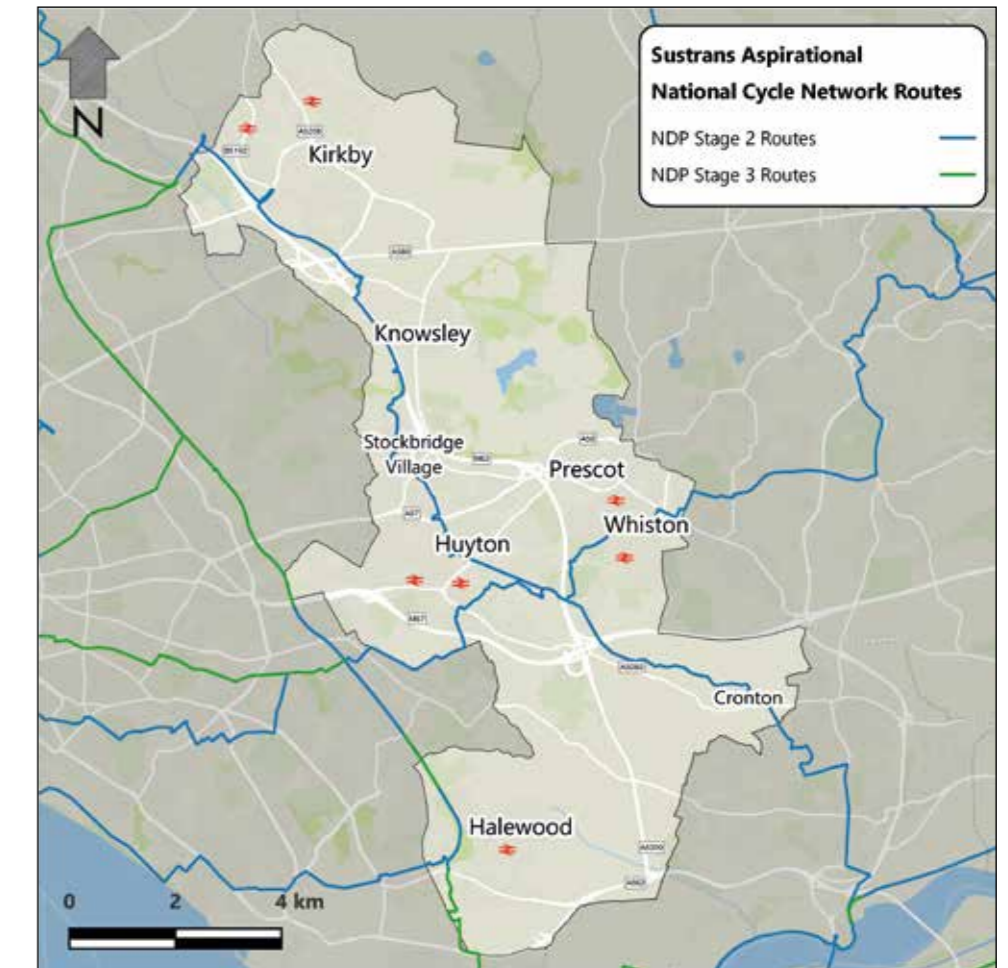 N
Sustrans Aspirational
National Cycle Network Routes
NDP Stage 2 Routes
NDP Stage 3 Routes
Kirkby
Knowsley
Stockbridge
Village
Prescot
Whiston
Huyton
Cronton
Halewood
0 2 4 km